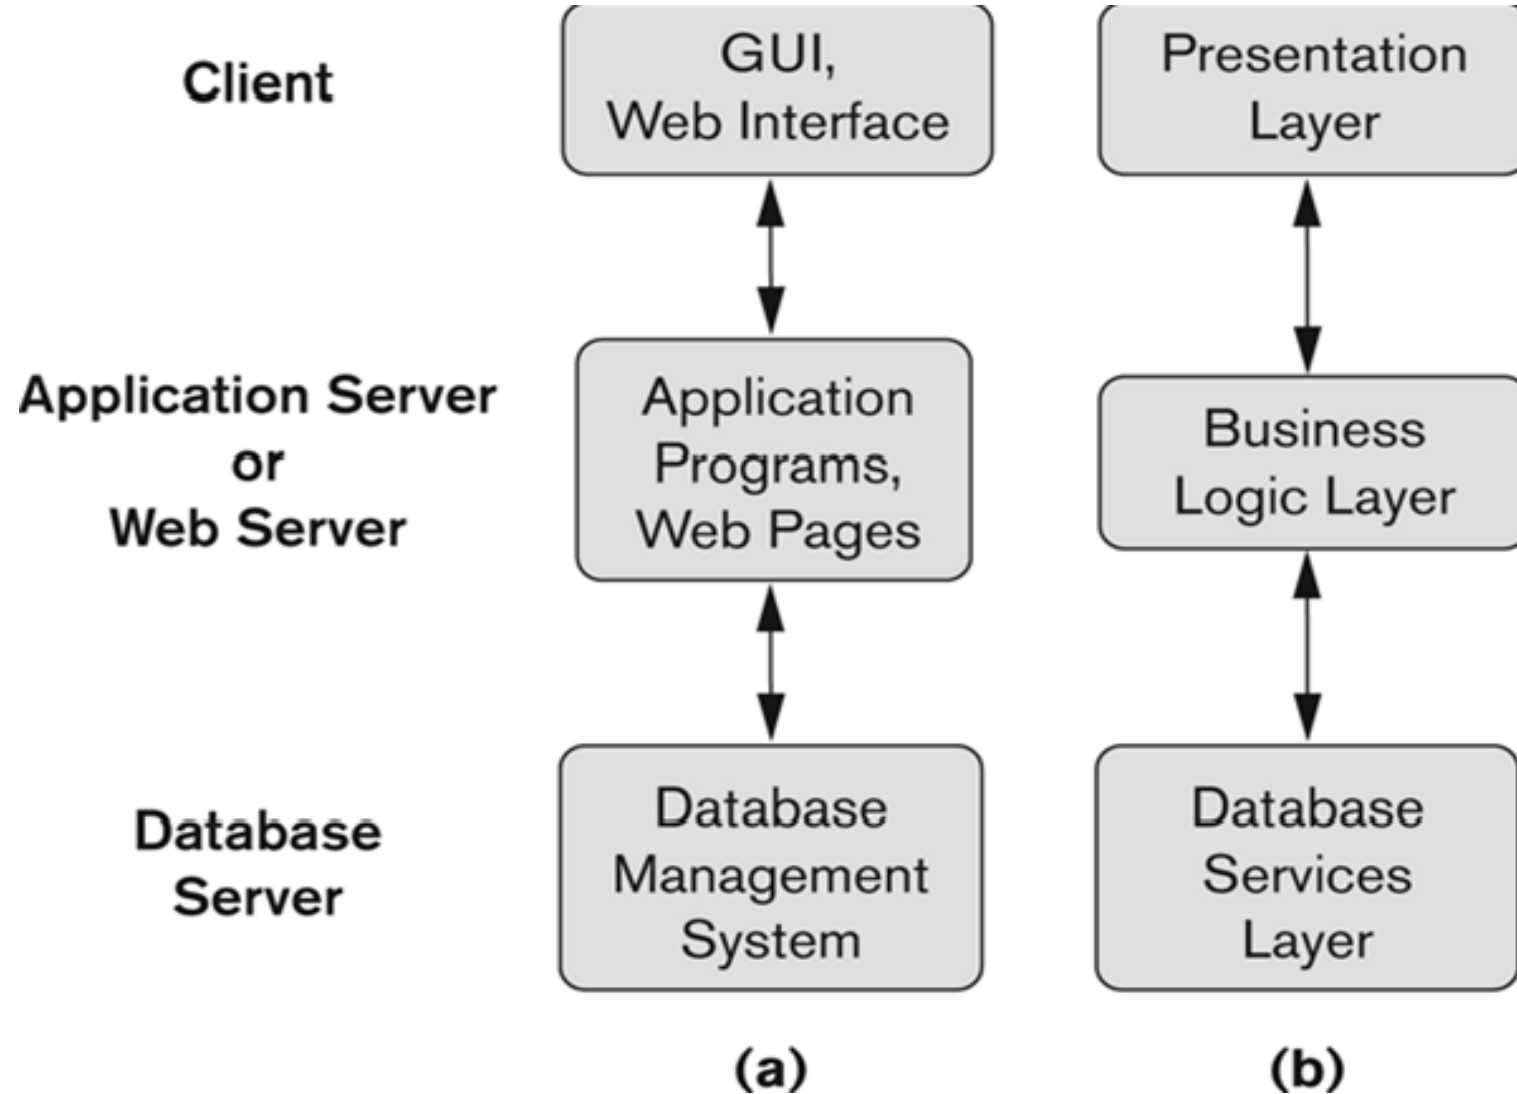 Client
GUI,
Web Interface
Presentation
Layer
Application Server
or
Web Server
Application
Programs,
Web Pages
Business
Logic Layer
Database
Server
Database
Management
System
Database
Services
Layer
(a)
(b)